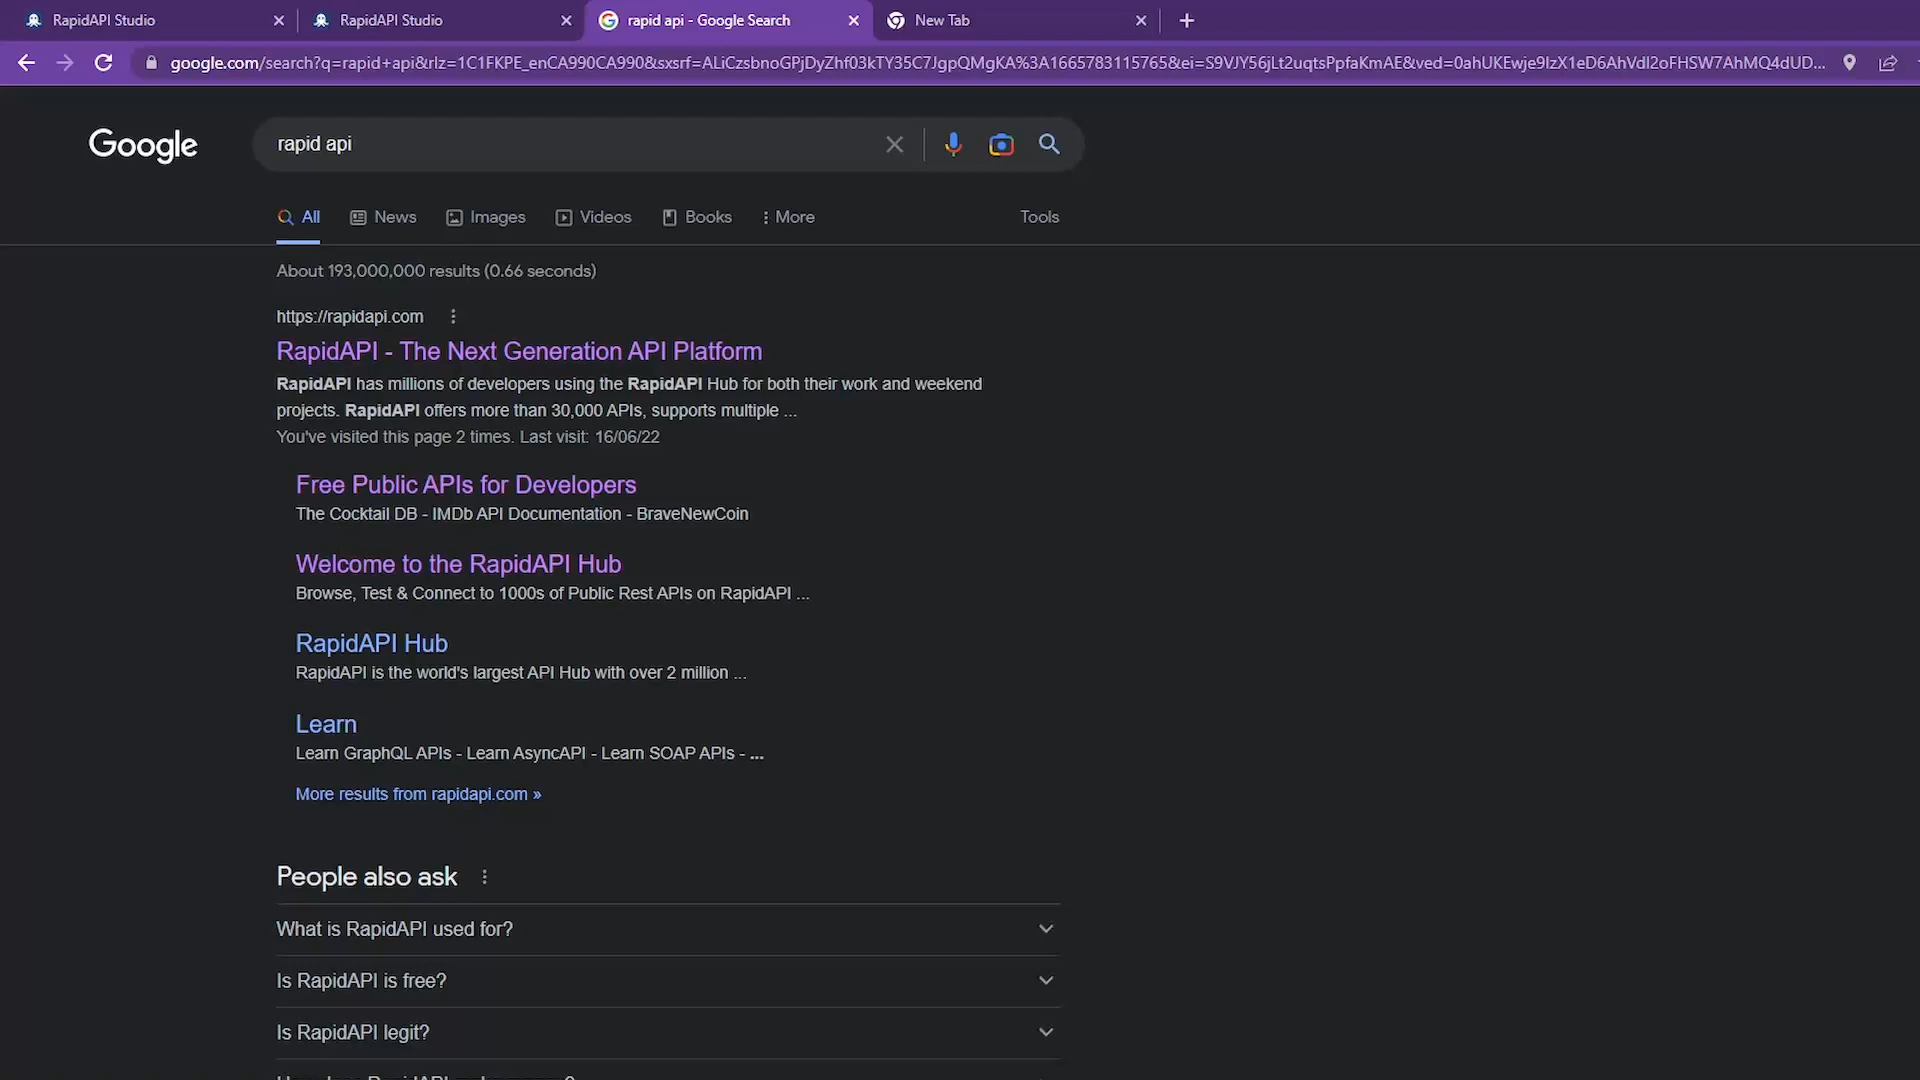 RapidAPI Studio
RapidAPI Studio
rapid api - Google Search
New Tab
google.com/search?q=rapid+api&rlz=1C1FKPE_enCA990CA990&sxsrf=ALiCzsbnoGPjDyZhf03kTY35C7JgpQMgKA%3A1665783115765&ei=S9VJY56jLt2uqtsPpfaKmAE&ved=0ahUKEwje9IzX1eD6AhVdl2oFHSW7AhMQ4dUD...
Google
rapid api
All
News
Images
Videos
Books
More
Tools
About 193,000,000 results (0.66 seconds)
https://rapidapi.com
RapidAPI - The Next Generation API Platform
RapidAPI has millions of developers using the RapidAPI Hub for both their work and weekend
projects. RapidAPI offers more than 30,000 APIs, supports multiple ...
You've visited this page 2 times. Last visit: 16/06/22
Free Public APIs for Developers
The Cocktail DB - IMDb API Documentation - BraveNewCoin
Welcome to the RapidAPI Hub
Browse, Test & Connect to 1000s of Public Rest APIs on RapidAPI ...
RapidAPI Hub
RapidAPI is the world's largest API Hub with over 2 million ...
Learn
Learn GraphQL APIs - Learn AsyncAPI - Learn SOAP APIs - ...
More results from rapidapi.com »
People also ask
What is RapidAPI used for?
Is RapidAPI is free?
Is RapidAPI legit?